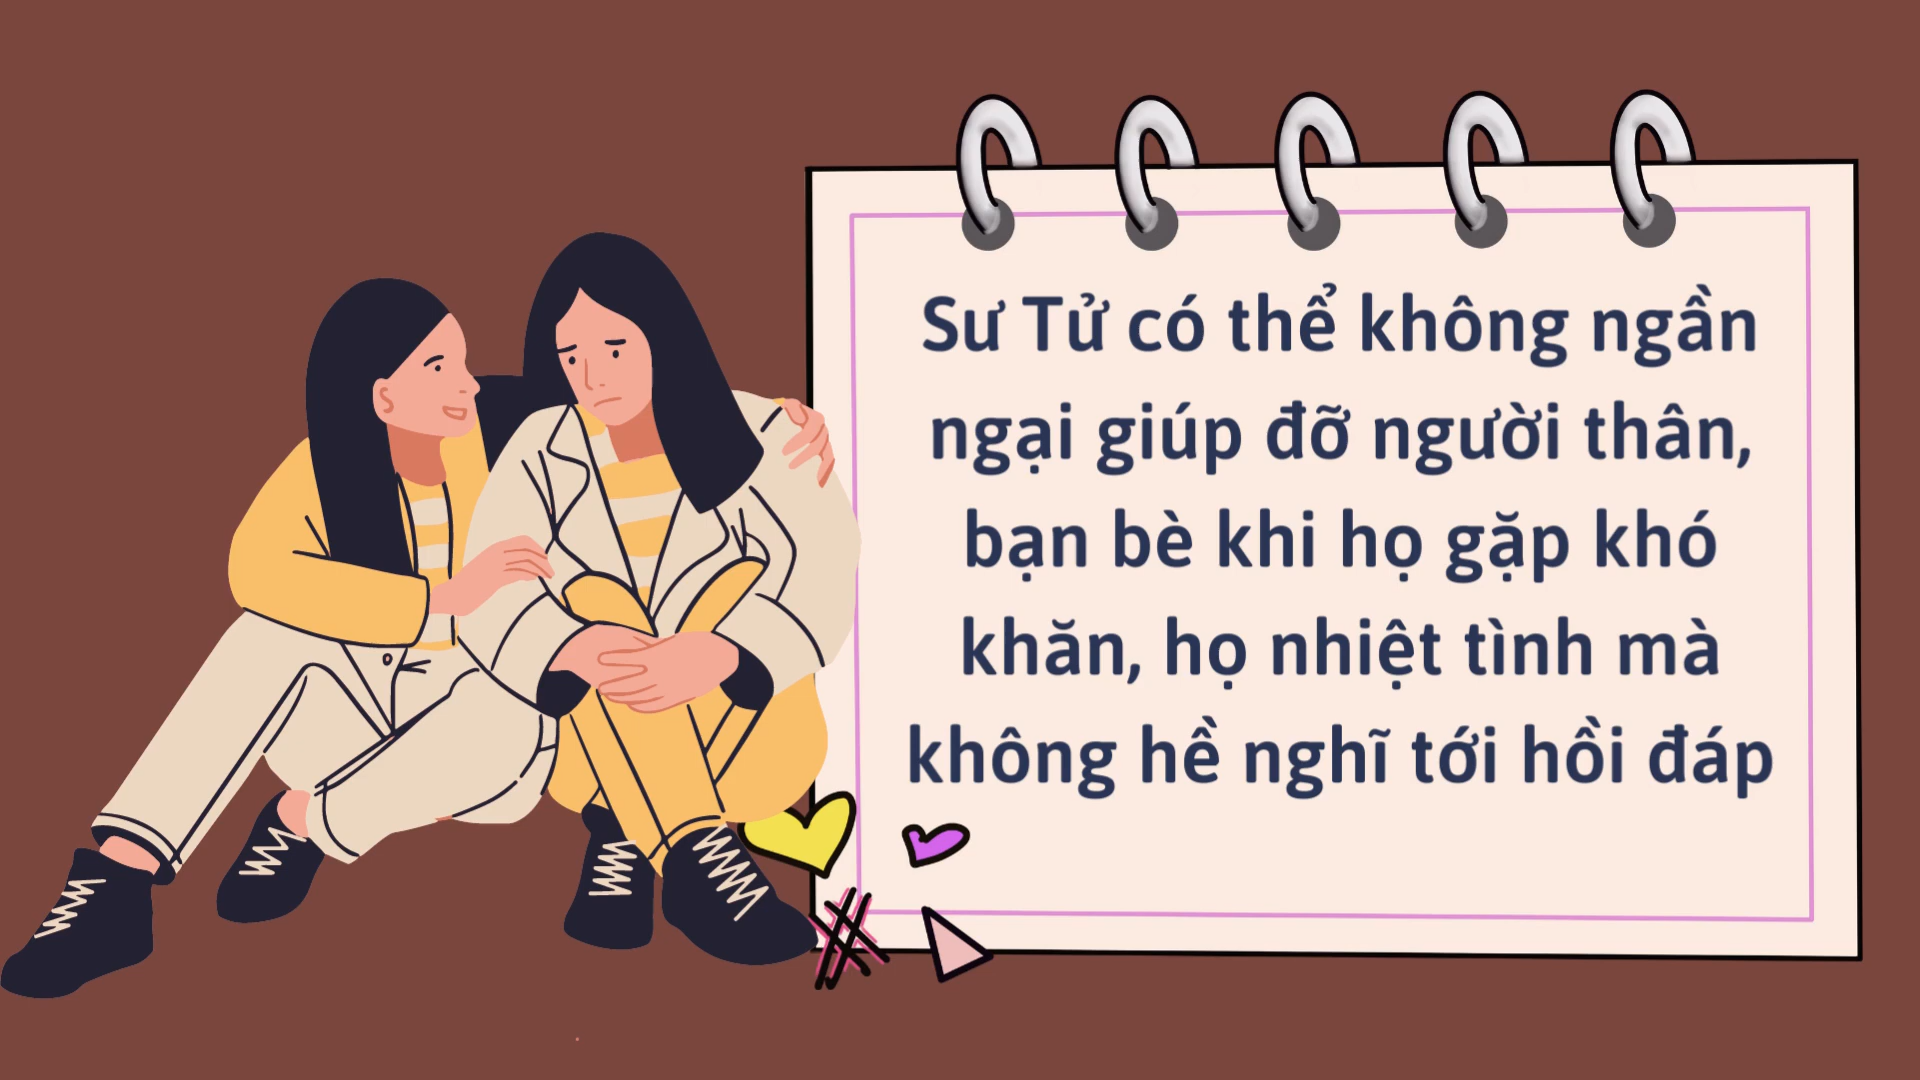 Sư Tử có thể không ngần
ngại giúp đỡ người thân,
bạn bè khi họ gặp khó
khăn, họ nhiệt tình mà
không hề nghĩ tới hồi đáp